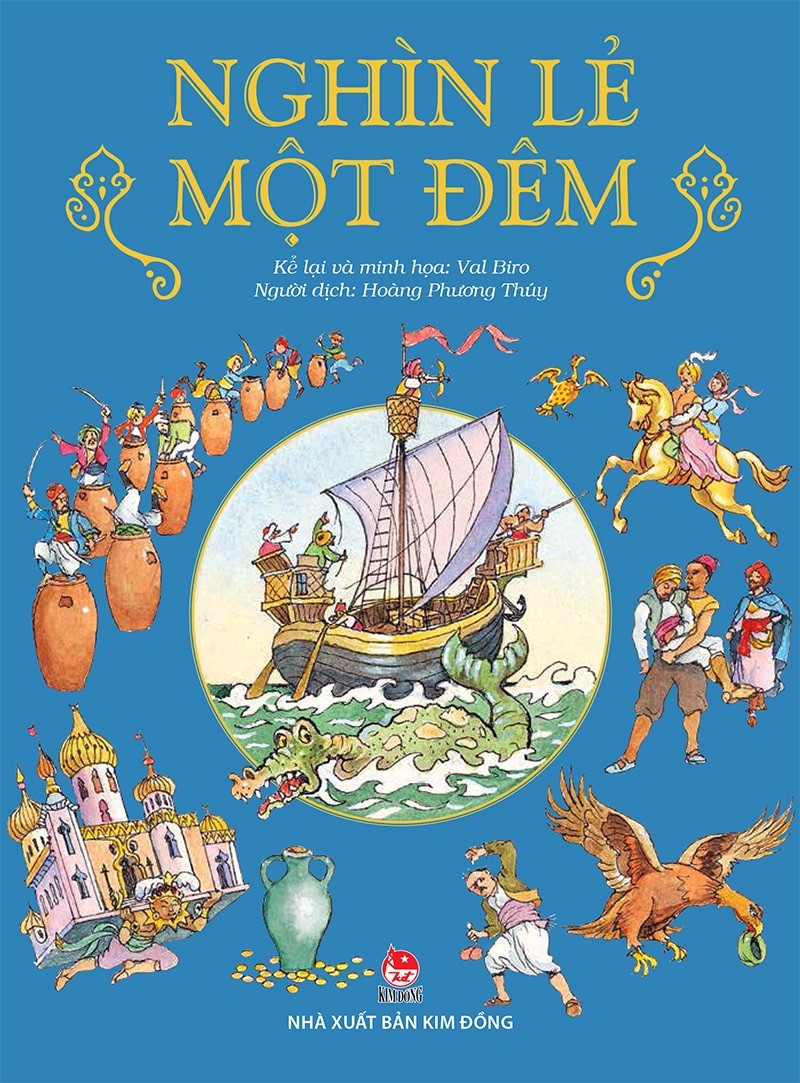 NGHÌN LẺ
MỘT ĐÊM
Kể lại và minh họa: Val Biro
Người dịch: Hoàng Phương Thúy
KIM ĐỒNG
NHÀ XUẤT BẢN KIM ĐỒNG